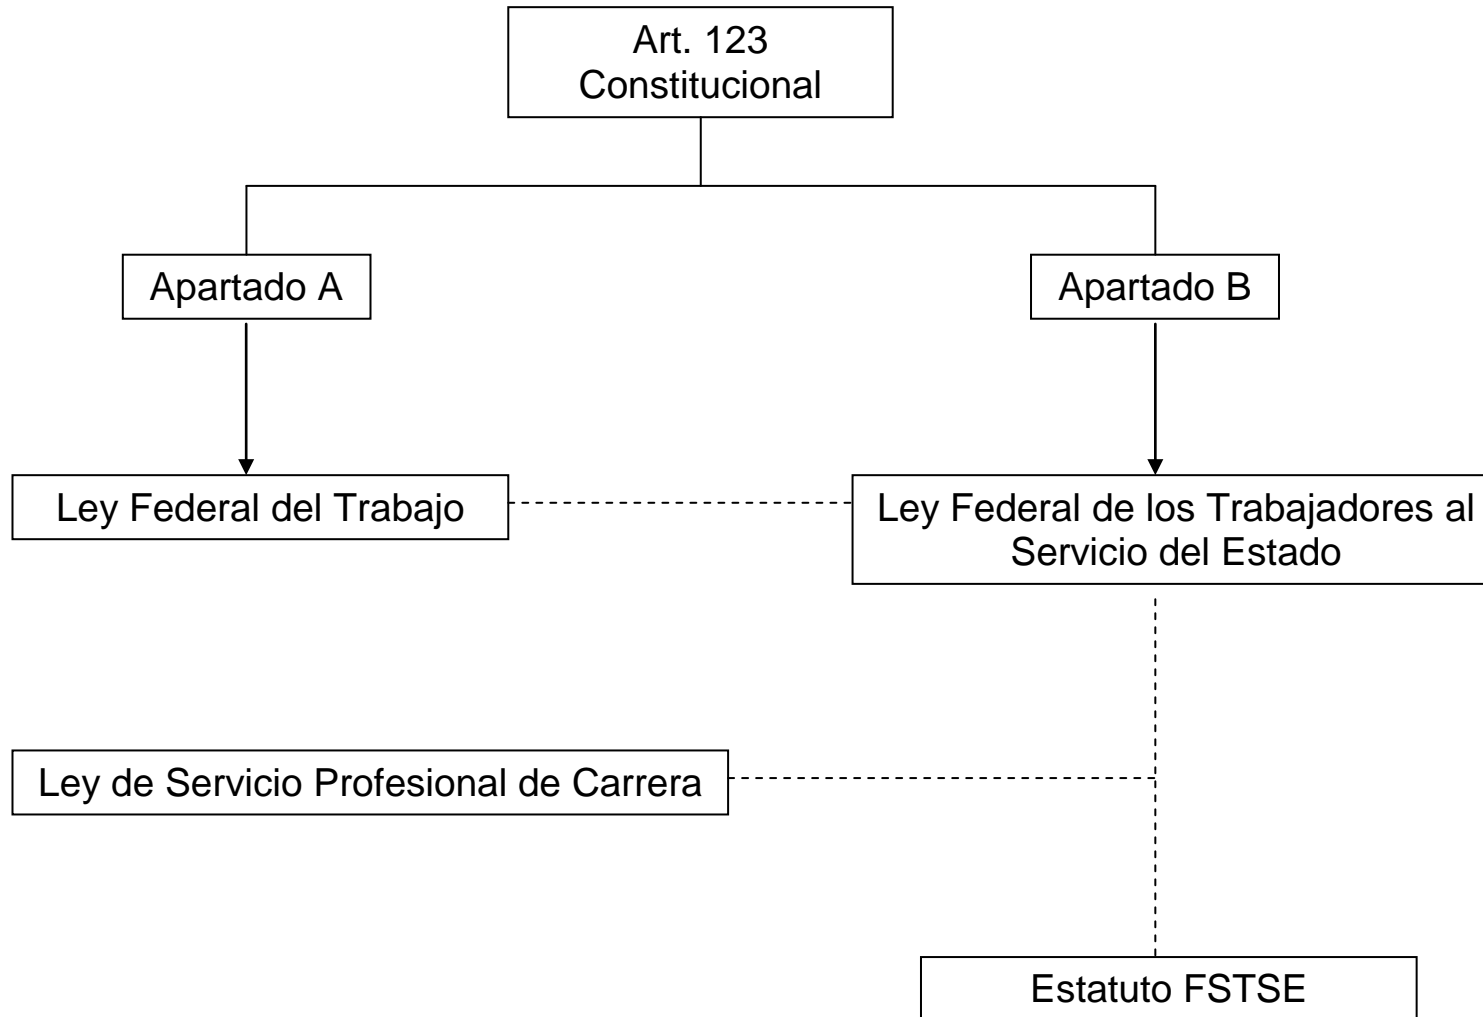 Art. 123
Constitucional
Apartado A
Apartado B
Ley Federal del Trabajo
Ley Federal de los Trabajadores al
Servicio del Estado
Ley de Servicio Profesional de Carrera
Estatuto FSTSE